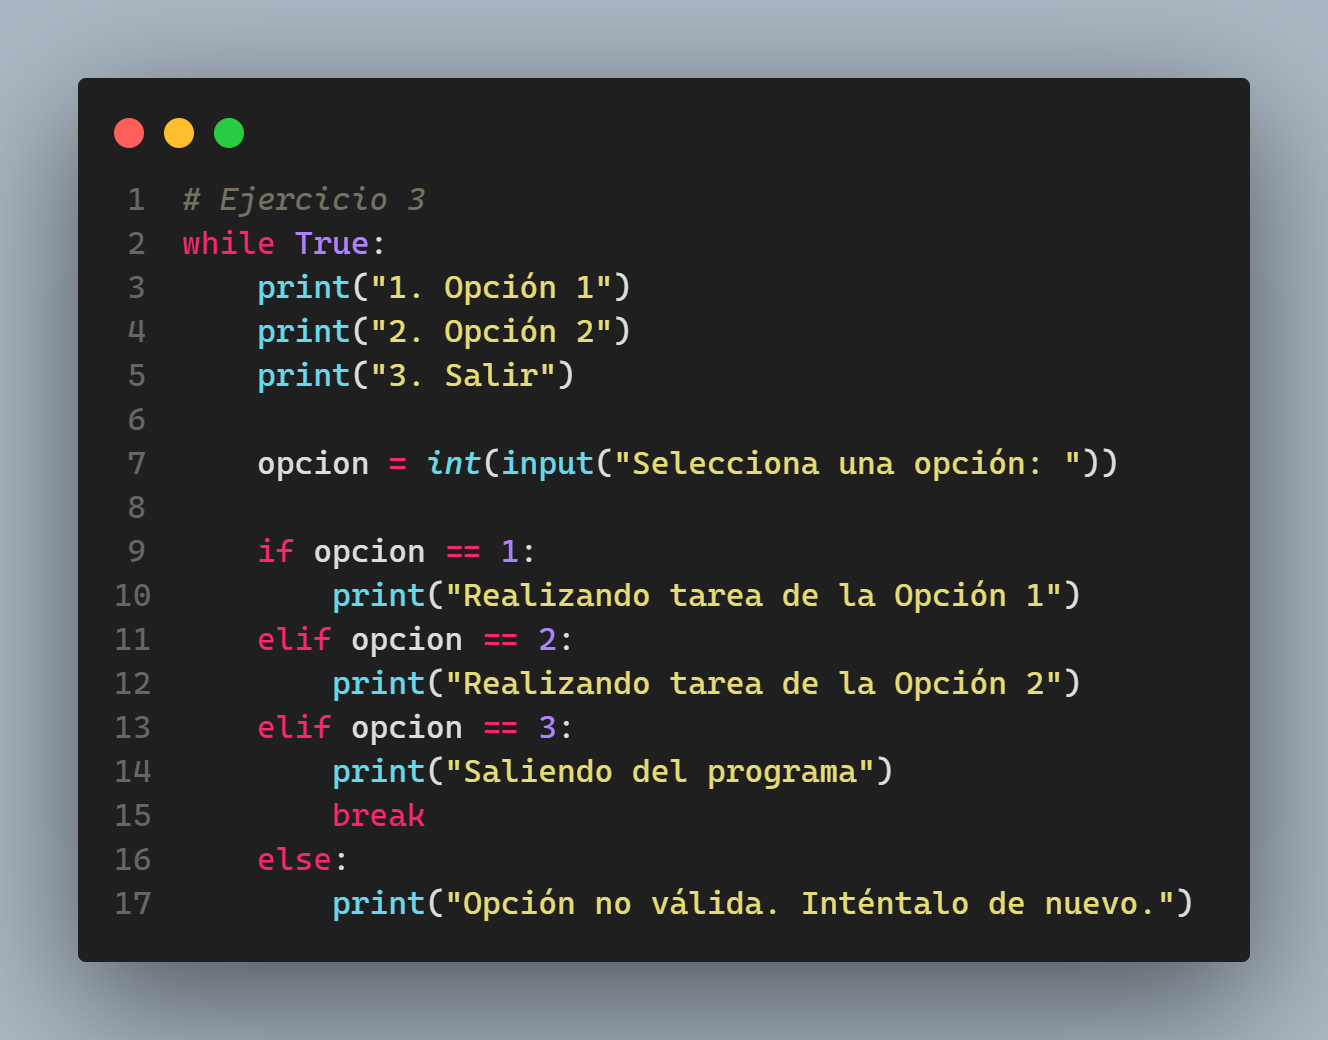 1 # Ejercicio 3
2 while True:
3     print("1. Opción 1")
4     print("2. Opción 2")
5     print("3. Salir")
6
7     opcion = int(input("Selecciona una opción: "))
8
9     if opcion == 1:
10         print("Realizando tarea de la Opción 1")
11     elif opcion == 2:
12         print("Realizando tarea de la Opción 2")
13     elif opcion == 3:
14         print("Saliendo del programa")
15         break
16     else:
17         print("Opción no válida. Inténtalo de nuevo.")